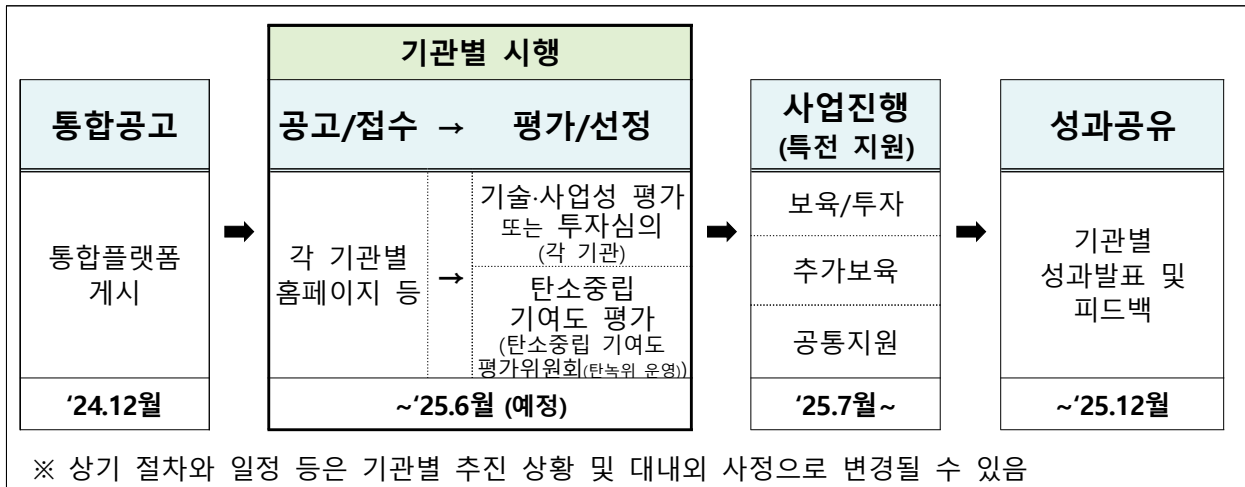 기관별 시행
통합공고
공고/접수 → 평가/선정
사업진행
(특전 지원)
성과공유
통합플랫폼
게시
각 기관별
홈페이지 등
→
기술·사업성 평가
또는 투자심의
(각 기관)
탄소중립
기여도 평가
(탄소중립 기여도
평가위원회(탄녹위 운영))
보육/투자
추가보육
공통지원
기관별
성과발표 및
피드백
‘24.12월
~‘25.6월 (예정)
‘25.7월~
~‘25.12월
※ 상기 절차와 일정 등은 기관별 추진 상황 및 대내외 사정으로 변경될 수 있음